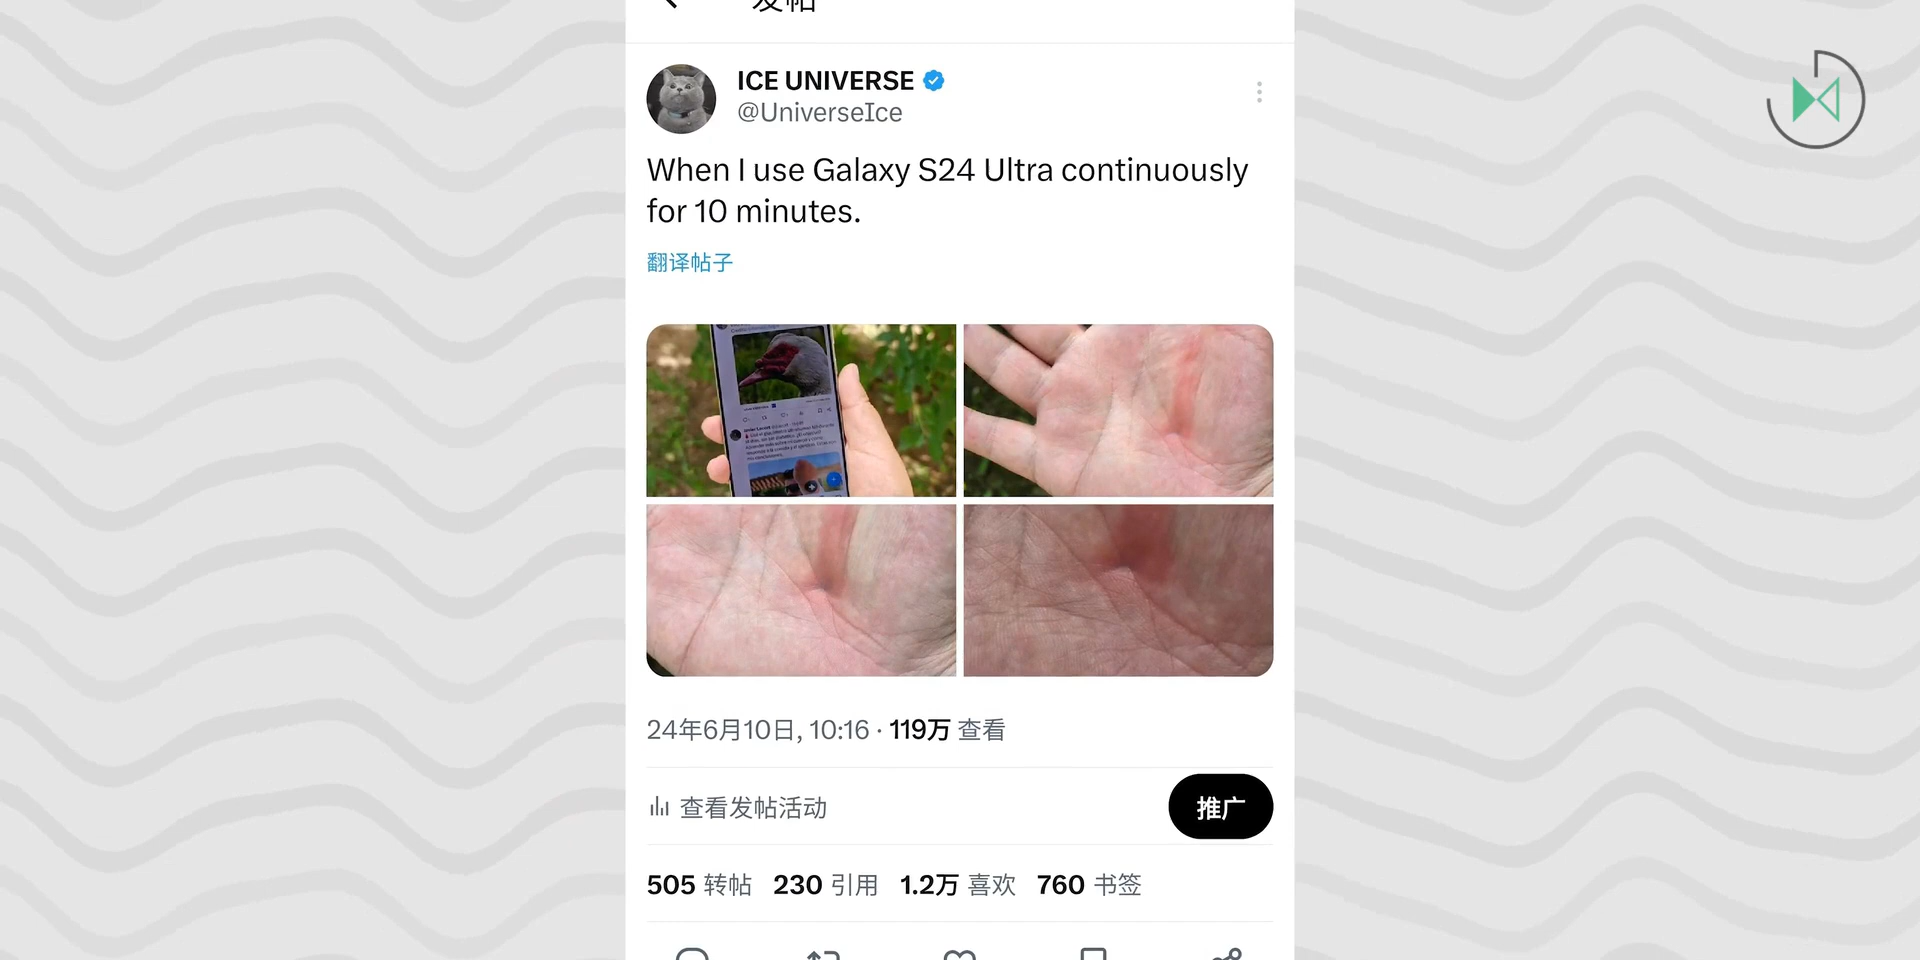 发帖
ICE UNIVERSE
@UniverseIce
When I use Galaxy S24 Ultra continuously
for 10 minutes.
翻译帖子
24年6月10日, 10:16 · 119万 查看
查看发帖活动
推广
505 转帖 230 引用 1.2万 喜欢 760 书签